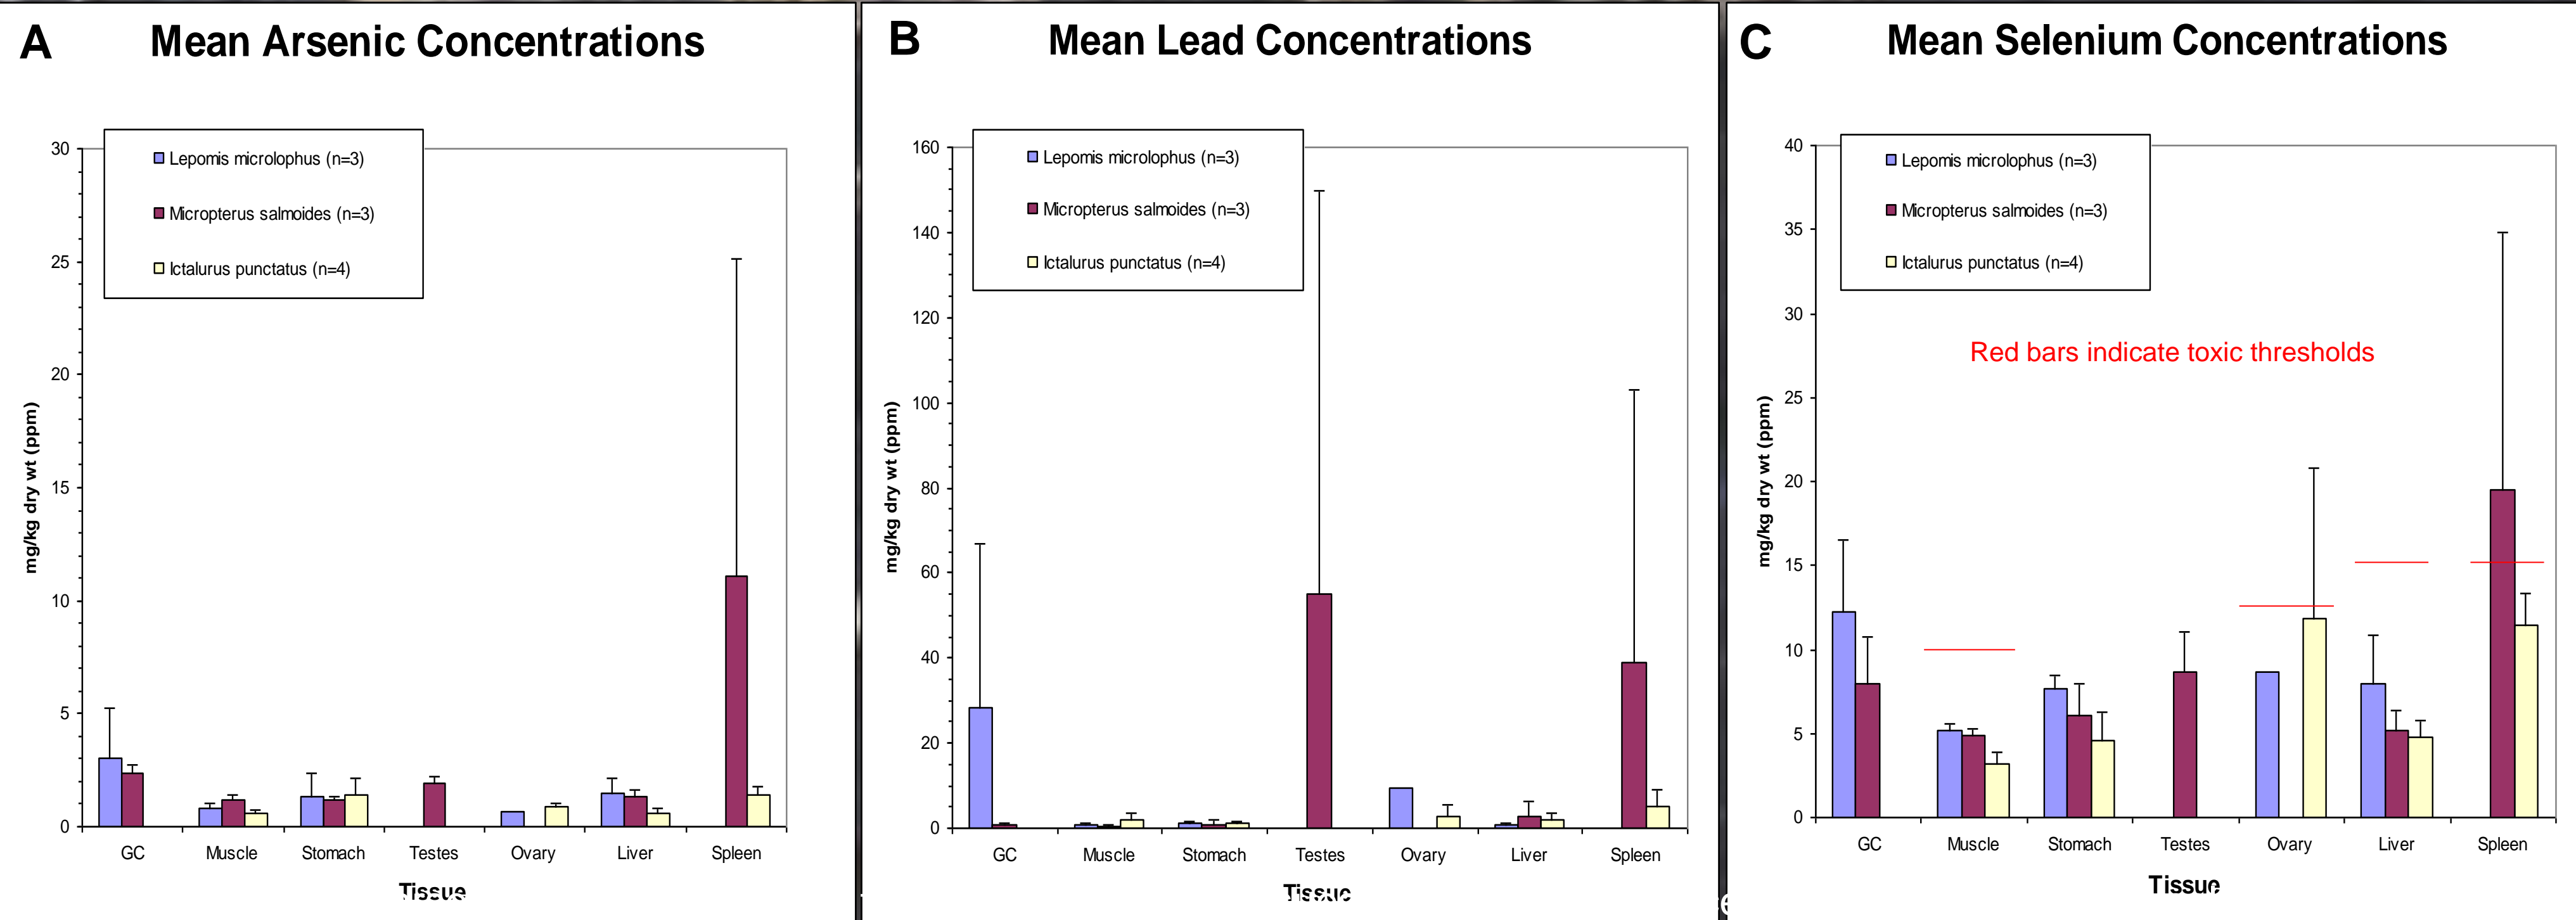 A Mean Arsenic Concentrations
30
25
20
15
10
5
0
mg/kg dry wt (ppm)
Lepomis microlophus (n=3)
Micropterus salmoides (n=3)
Ictalurus punctatus (n=4)
GC Muscle Stomach Testes Ovary Liver Spleen
Tissue
B Mean Lead Concentrations
160
140
120
100
80
60
40
20
0
mg/kg dry wt (ppm)
Lepomis microlophus (n=3)
Micropterus salmoides (n=3)
Ictalurus punctatus (n=4)
GC Muscle Stomach Testes Ovary Liver Spleen
Tissue
C Mean Selenium Concentrations
40
35
30
25
20
15
10
5
0
mg/kg dry wt (ppm)
Lepomis microlophus (n=3)
Micropterus salmoides (n=3)
Ictalurus punctatus (n=4)
Red bars indicate toxic thresholds
GC Muscle Stomach Testes Ovary Liver Spleen
Tissue